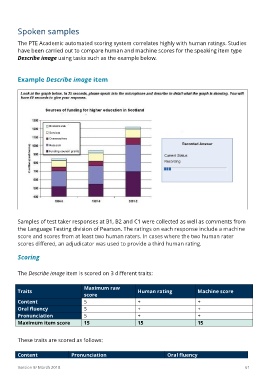 Spoken samples
The PTE Academic automated scoring system correlates highly with human ratings. Studies
have been carried out to compare human and machine scores for the speaking item type
Describe image using tasks such as the example below.
Example Describe image item
Look at the graph below. In 25 seconds, please speak into the microphone and describe in detail what the graph is showing. You will
have 40 seconds to give your response.
Sources of funding for higher education in Scotland
Recorded Answer
Current Status:
Recording
Samples of test taker responses at B1, B2 and C1 were collected as well as comments from
the Language Testing division of Pearson. The ratings on each response include a machine
score and scores from at least two human raters. In cases where the two human rater
scores differed, an adjudicator was used to provide a third human rating.
Scoring
The Describe image item is scored on 3 different traits:
Traits Maximum raw score Human rating Machine score
Content 5 + +
Oral fluency 5 + +
Pronunciation 5 + +
Maximum item score 15 15 15
These traits are scored as follows:
Content Pronunciation Oral fluency
2018